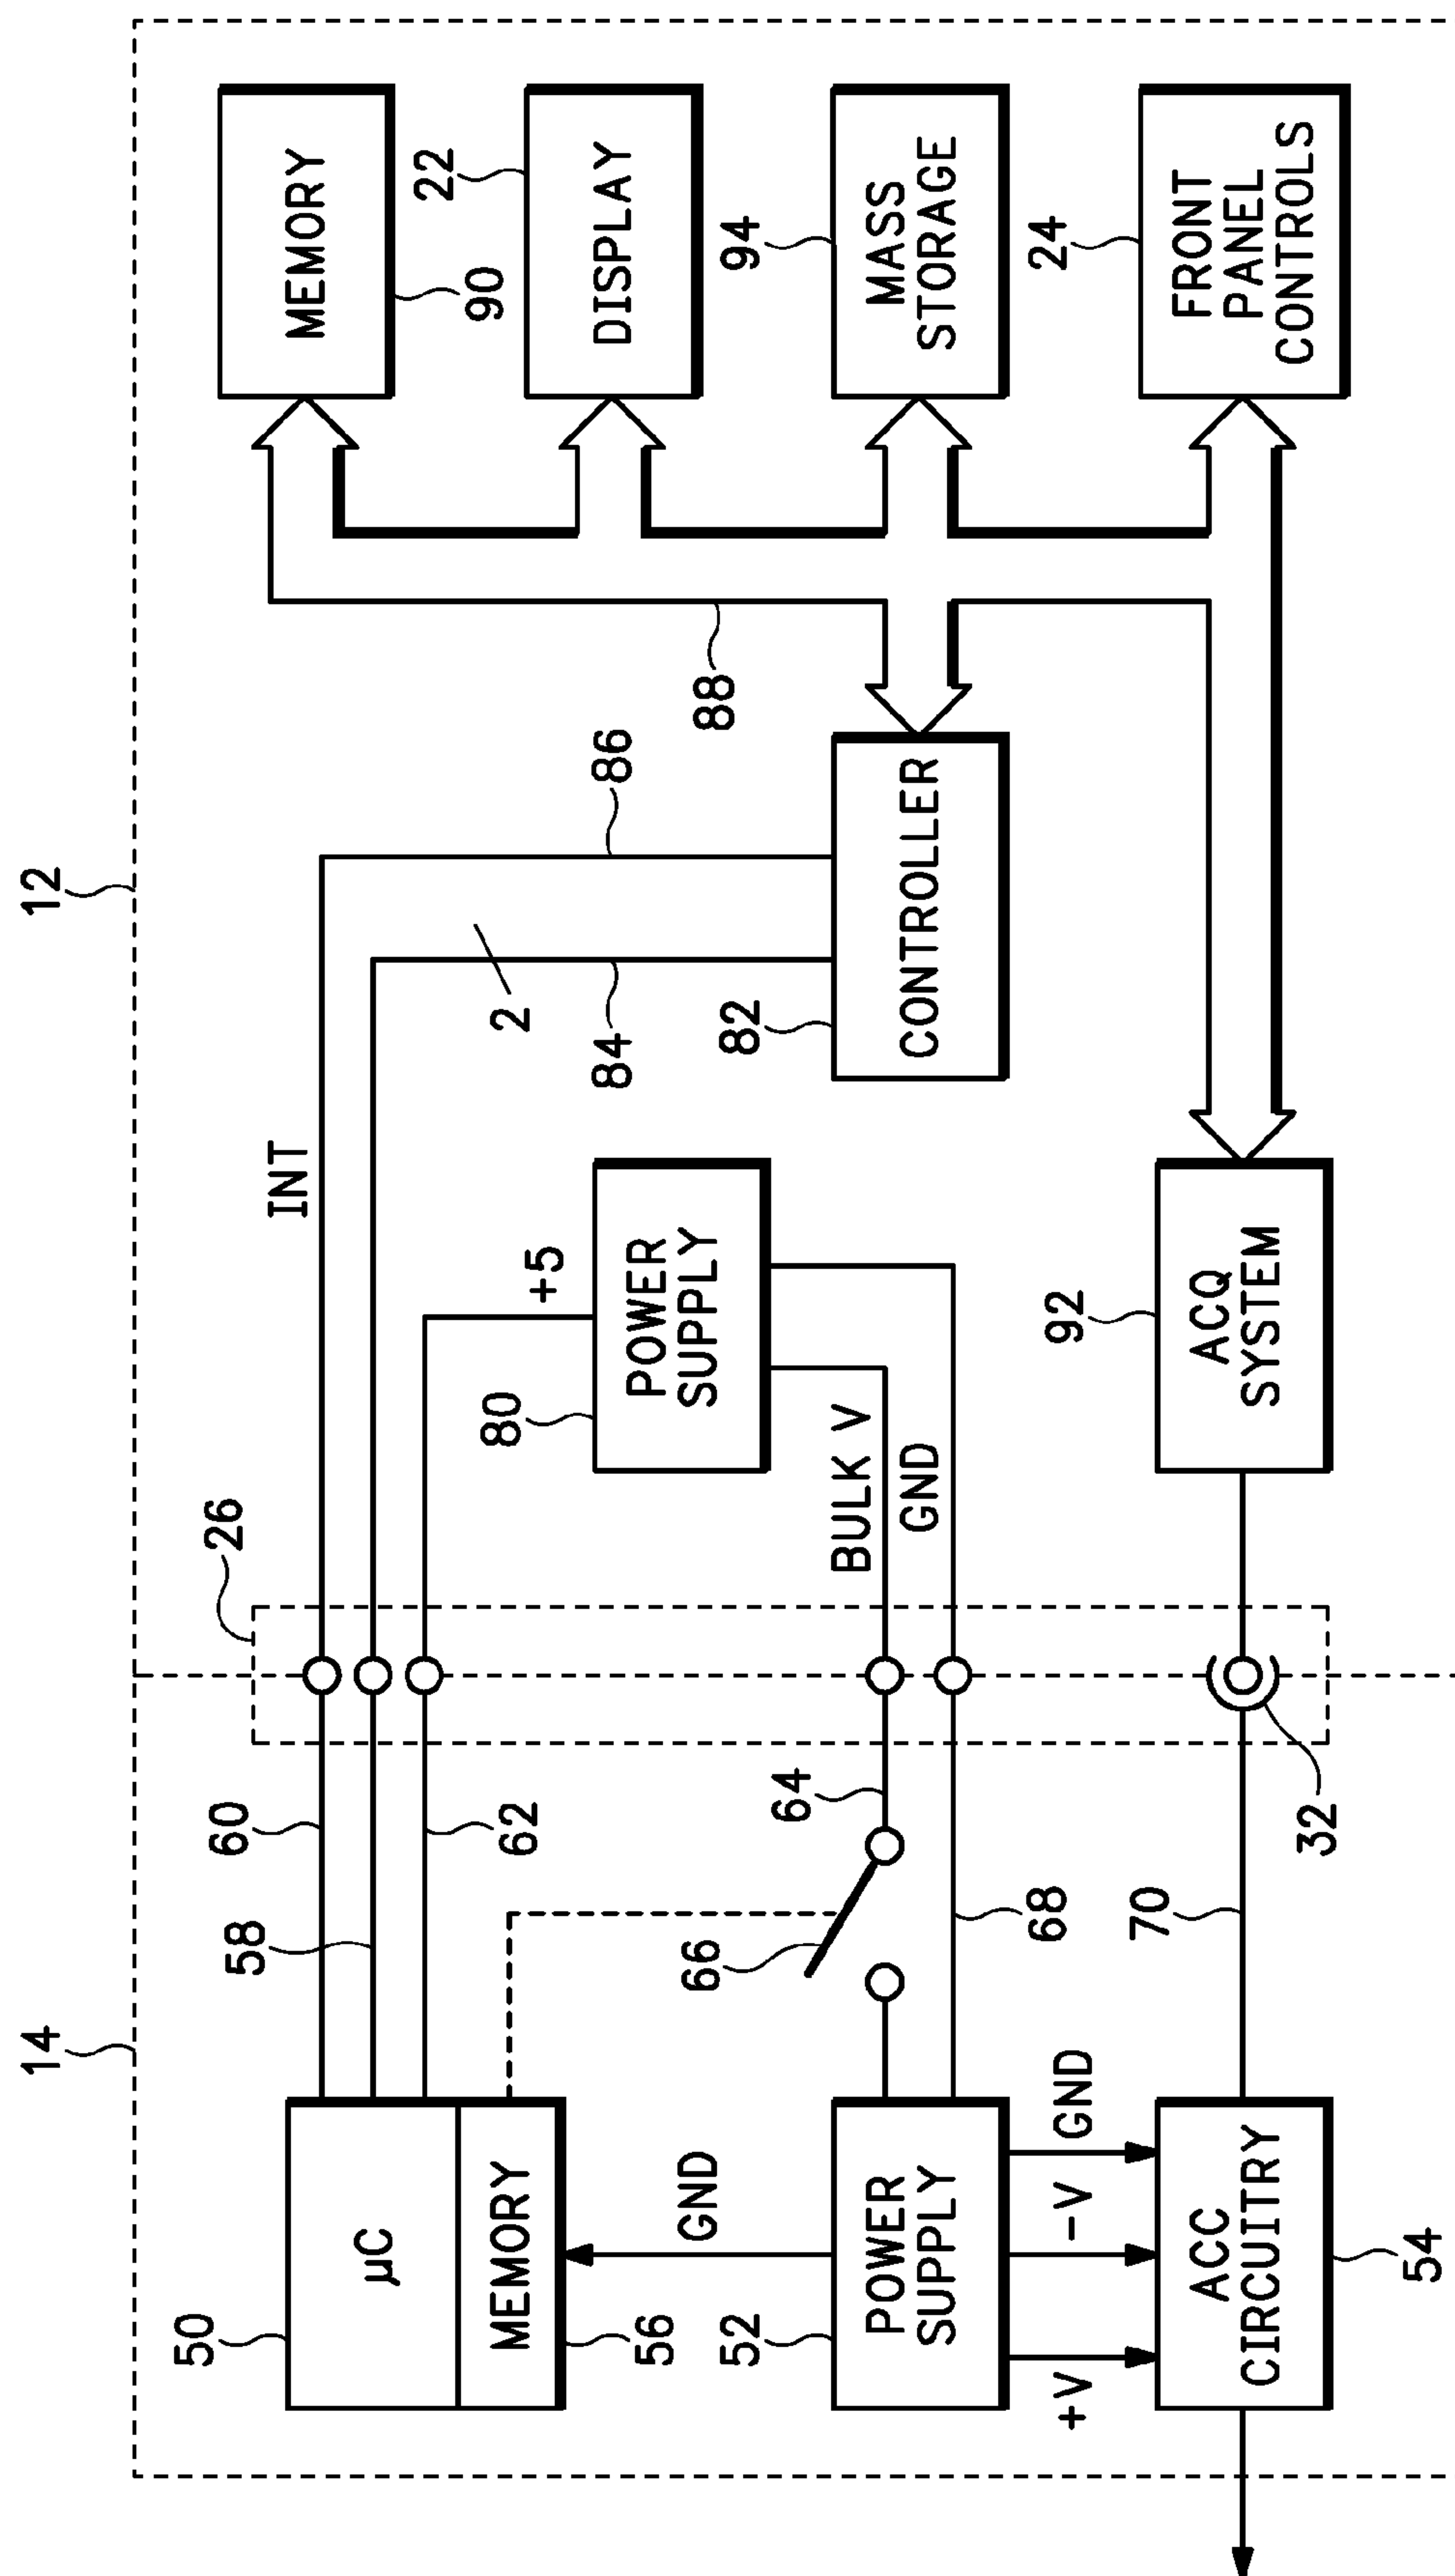 14
12
50
µC
MEMORY
56
60
58
62
26
INT
86
2
84
88
MEMORY
90
22
DISPLAY
GND
+5
80
POWER
SUPPLY
82
CONTROLLER
94
MASS
STORAGE
52
POWER
SUPPLY
66
64
68
BULK V
GND
+V
-V
GND
70
32
92
ACQ
SYSTEM
24
FRONT
PANEL
CONTROLS
ACC
CIRCUITRY
54